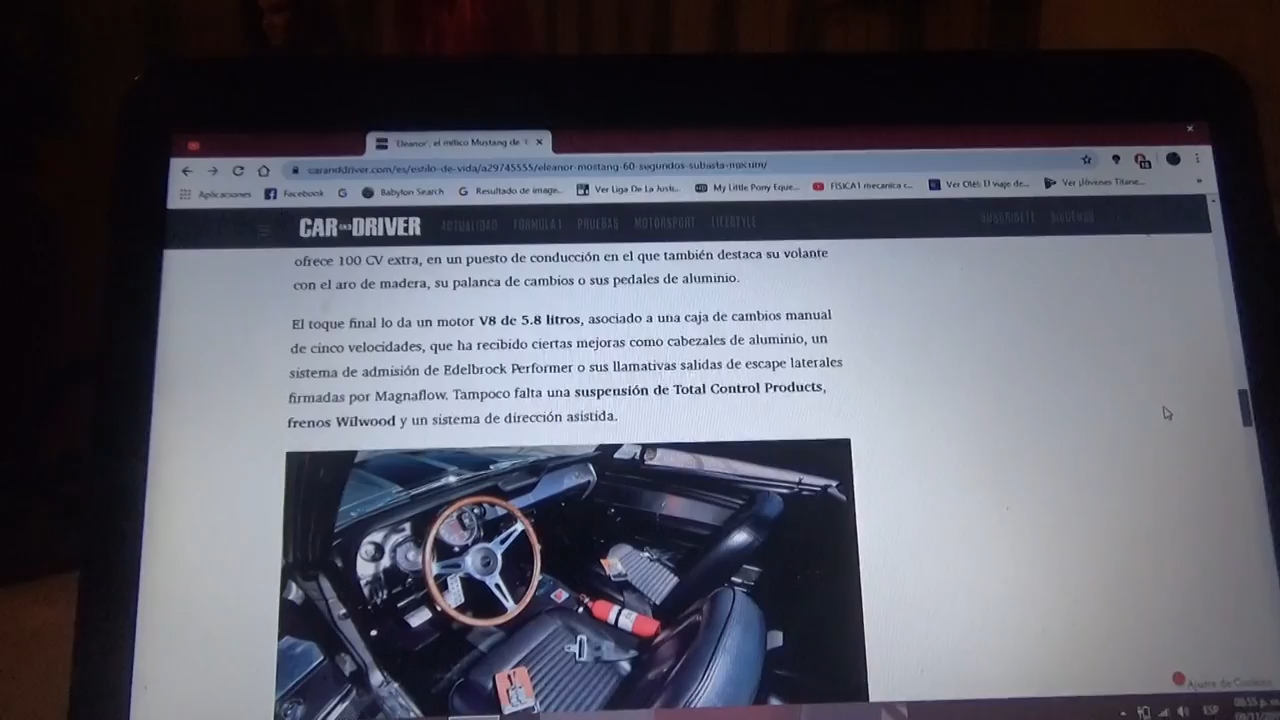 'Eleanor', el mítico Mustang de
caranddriver.com/es/estilo-de-vida/a29745555/eleanor-mostang-60-segundos-subasta-mecum/
Aplicaciones Facebook Babylon Search Resultado de image... Ver Liga De La Justi... My Little Pony Eque... FISICA1 mecanica c... Ver ¡Jóvenes Titane...
CAR AND DRIVER ACTUALIDAD FORMULA 1 PRUEBAS MOTORSPORT LIFESTYLE SUSCRÍBETE SÍGUENOS
ofrece 100 CV extra, en un puesto de conducción en el que también destaca su volante
con el aro de madera, su palanca de cambios o sus pedales de aluminio.
El toque final lo da un motor V8 de 5.8 litros, asociado a una caja de cambios manual
de cinco velocidades, que ha recibido ciertas mejoras como cabezales de aluminio, un
sistema de admisión de Edelbrock Performer o sus llamativas salidas de escape laterales
firmadas por Magnaflow. Tampoco falta una suspensión de Total Control Products,
frenos Wilwood y un sistema de dirección asistida.
Ajustre de Cookies
ESP 08:55 p.